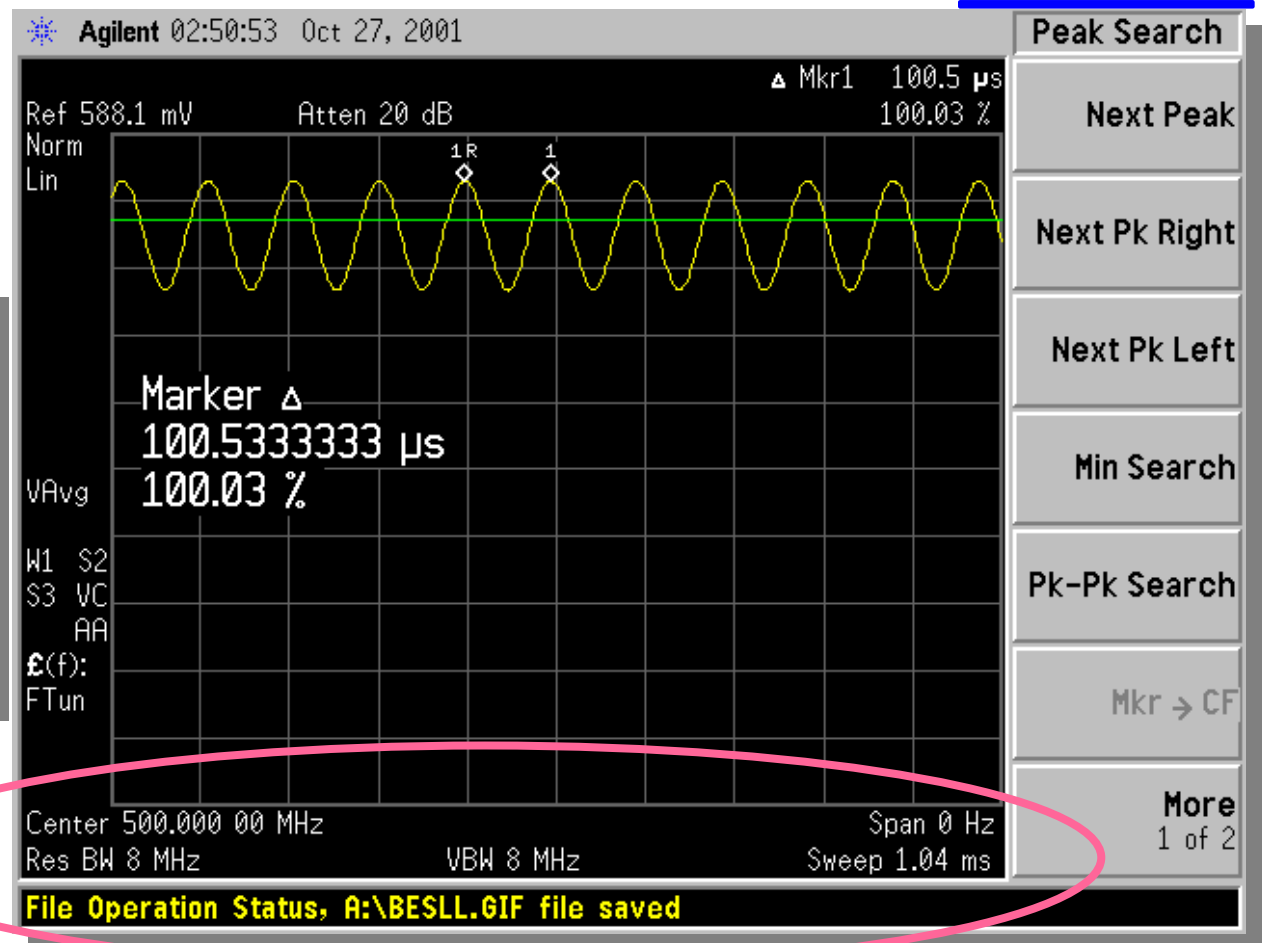 Agilent 02:50:53 Oct 27, 2001
Peak Search
Δ Mkr1 100.5 µs
Ref 588.1 mV Atten 20 dB 100.03 %
Norm
Lin
1R 1
Next Peak
Next Pk Right
Next Pk Left
Marker Δ
100.5333333 µs
100.03 %
VAvg
Min Search
W1 S2
S3 VC
AA
Pk-Pk Search
£(f):
FTun
Mkr → CF
More
1 of 2
Center 500.000 00 MHz Span 0 Hz
Res BW 8 MHz VBW 8 MHz Sweep 1.04 ms
File Operation Status, A:\BESLL.GIF file saved